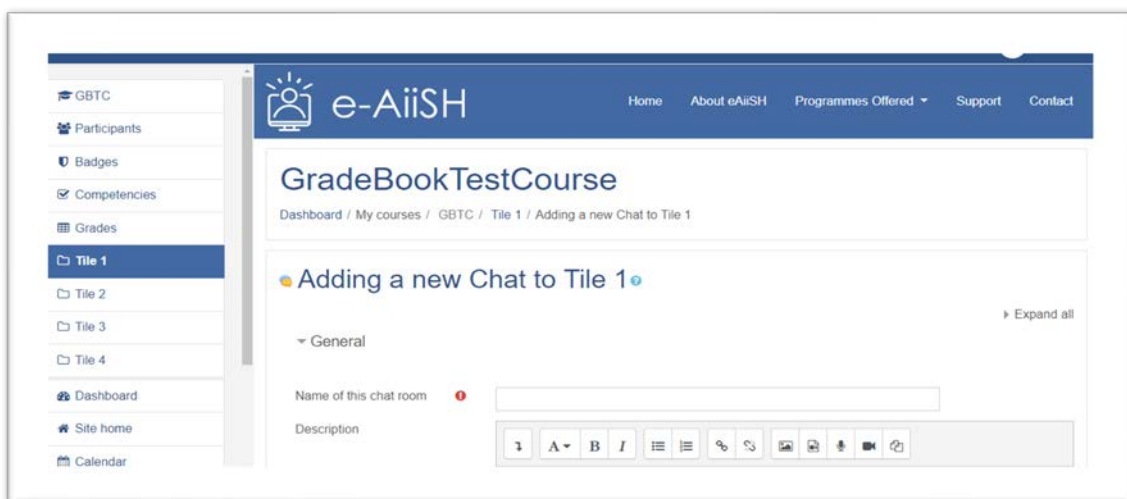 GBTC
Participants
Badges
Competencies
Grades
Tile 1
Tile 2
Tile 3
Tile 4
Dashboard
Site home
Calendar
e-AiiSH
Home About eAiiSH Programmes Offered Support Contact
GradeBookTestCourse
Dashboard / My courses / GBTC / Tile 1 / Adding a new Chat to Tile 1
Adding a new Chat to Tile 1
Expand all
General
Name of this chat room
Description
A B I